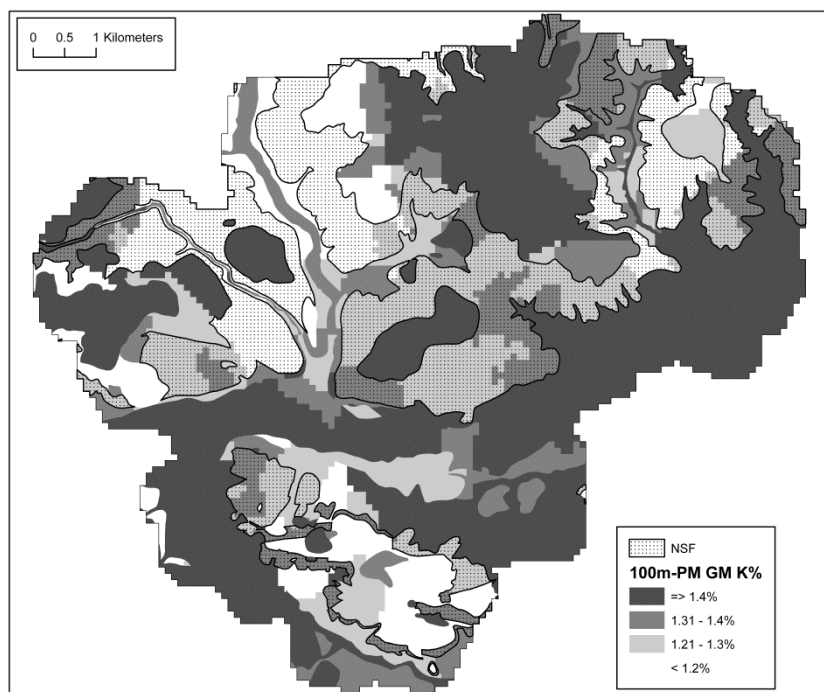 0 0.5 1 Kilometers
NSF
100m-PM GM K%
=> 1.4%
1.31 - 1.4%
1.21 - 1.3%
< 1.2%